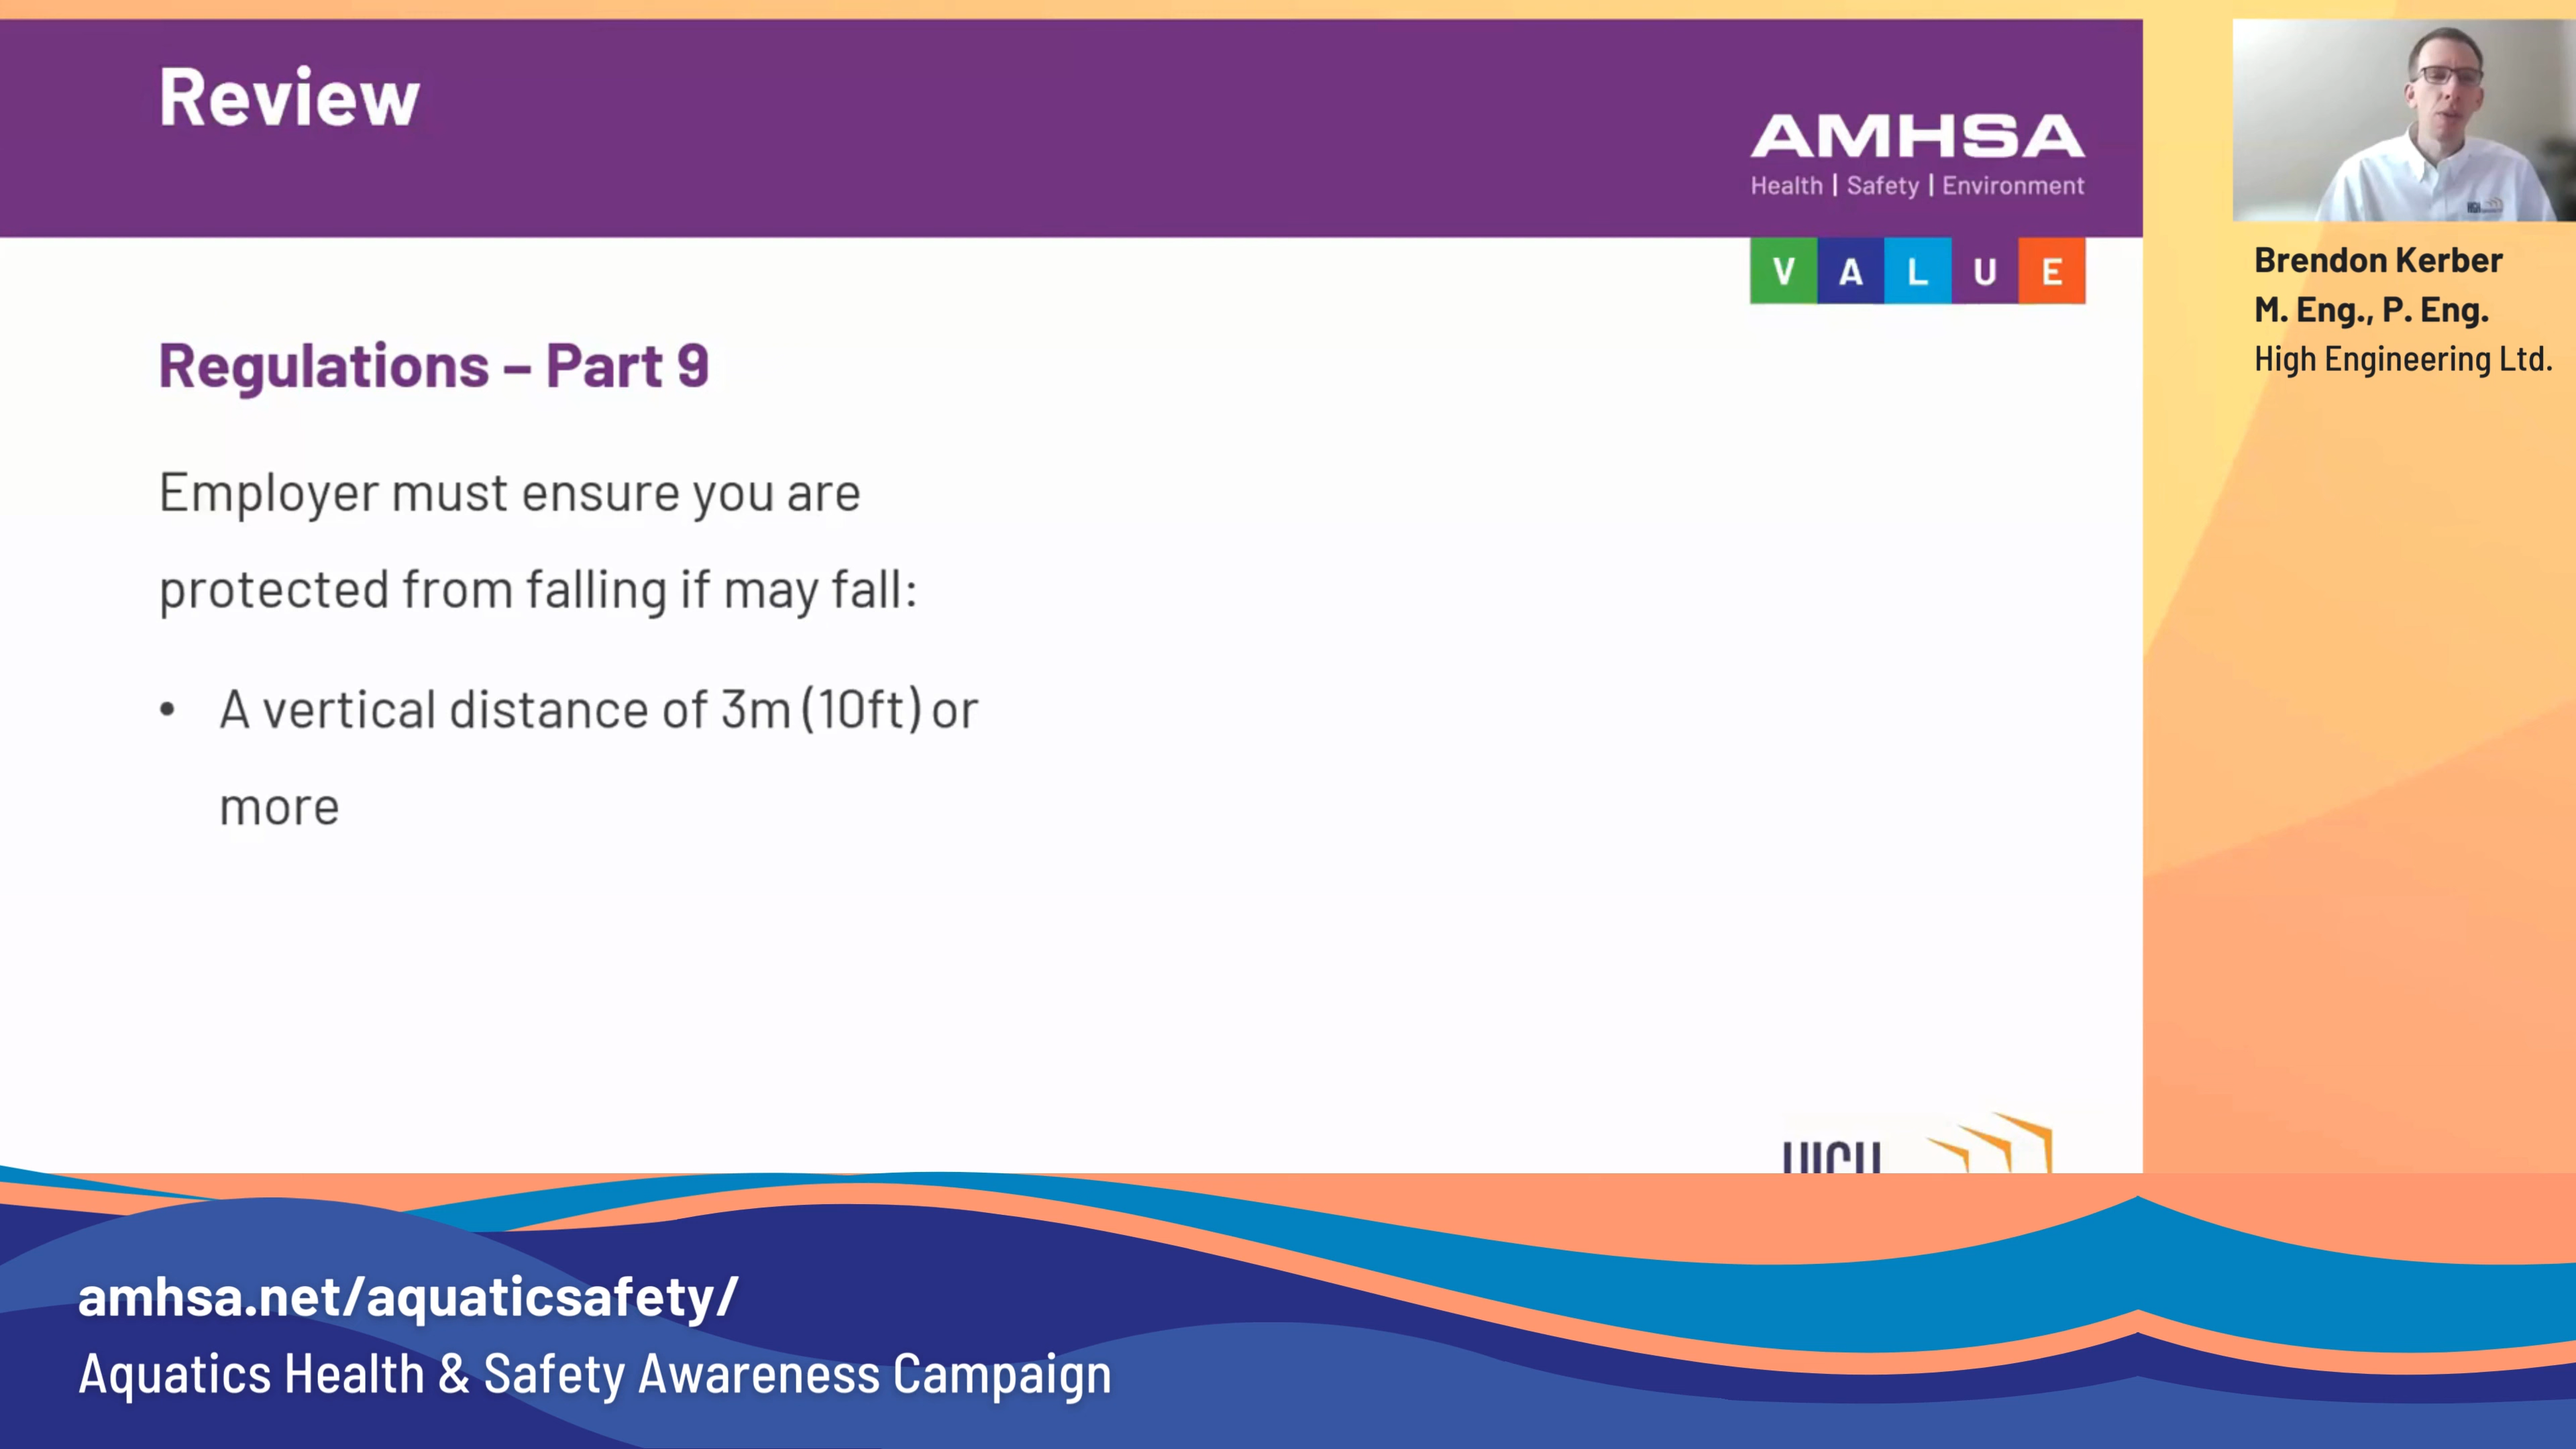 Review
AMHSA
Health | Safety | Environment
V A L U E
Regulations – Part 9
Employer must ensure you are
protected from falling if may fall:
• A vertical distance of 3m (10ft) or
more
Brendon Kerber
M. Eng., P. Eng.
High Engineering Ltd.
amhsa.net/aquaticsafety/
Aquatics Health & Safety Awareness Campaign